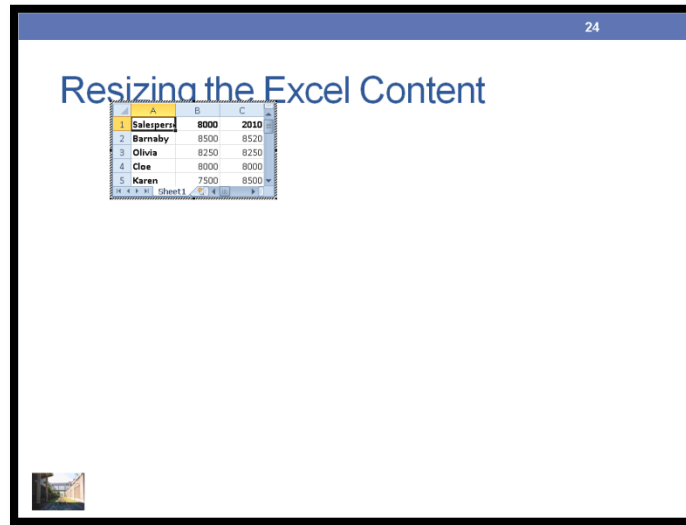 24
Resizing the Excel Content
A B C
1 Salespers 8000 2010
2 Barnaby 8500 8520
3 Olivia 8250 8250
4 Cloe 8000 8000
5 Karen 7500 8500
Sheet1